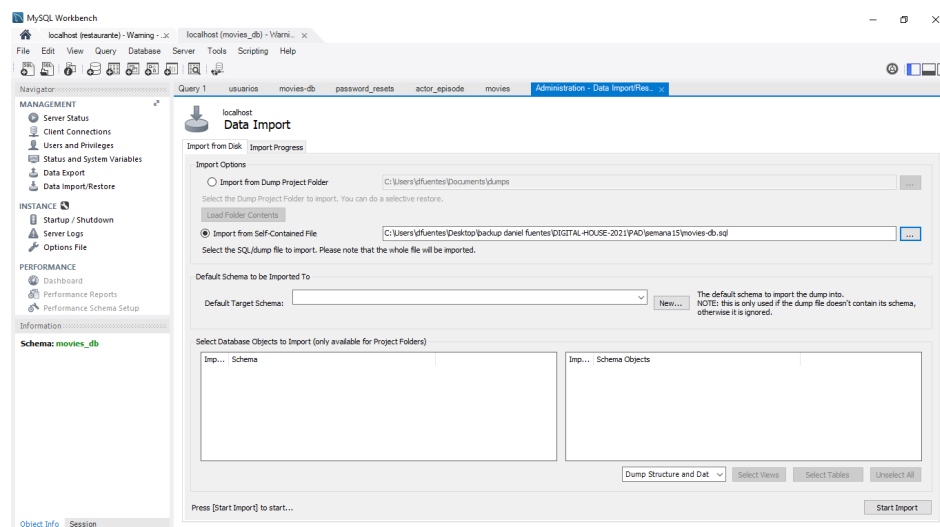 MySQL Workbench
localhost (restaurante) - Warning - ..x
localhost (movies_db) - Warni.. x
File Edit View Query Database Server Tools Scripting Help
Navigator
Query 1 usuarios movies-db password_resets actor_episode movies Administration - Data Import/Res.. x
MANAGEMENT
Server Status
Client Connections
Users and Privileges
Status and System Variables
Data Export
Data Import/Restore
INSTANCE
Startup / Shutdown
Server Logs
Options File
PERFORMANCE
Dashboard
Performance Reports
Performance Schema Setup
Information
Schema: movies_db
Object Info Session
localhost
Data Import
Import from Disk Import Progress
Import Options
Import from Dump Project Folder C:\Users\dfuentes\Documents\dumps ...
Select the Dump Project Folder to import. You can do a selective restore.
Load Folder Contents
Import from Self-Contained File C:\Users\dfuentes\Desktop\backup daniel fuentes\DIGITAL-HOUSE-2021\PAD\semana15\movies-db.sql ...
Select the SQL/dump file to import. Please note that the whole file will be imported.
Default Schema to be Imported To
Default Target Schema: New...
The default schema to import the dump into.
NOTE: this is only used if the dump file doesn't contain its schema,
otherwise it is ignored.
Select Database Objects to Import (only available for Project Folders)
Imp... Schema
Imp... Schema Objects
Dump Structure and Dat Select Views Select Tables Unselect All
Press [Start Import] to start...
Start Import